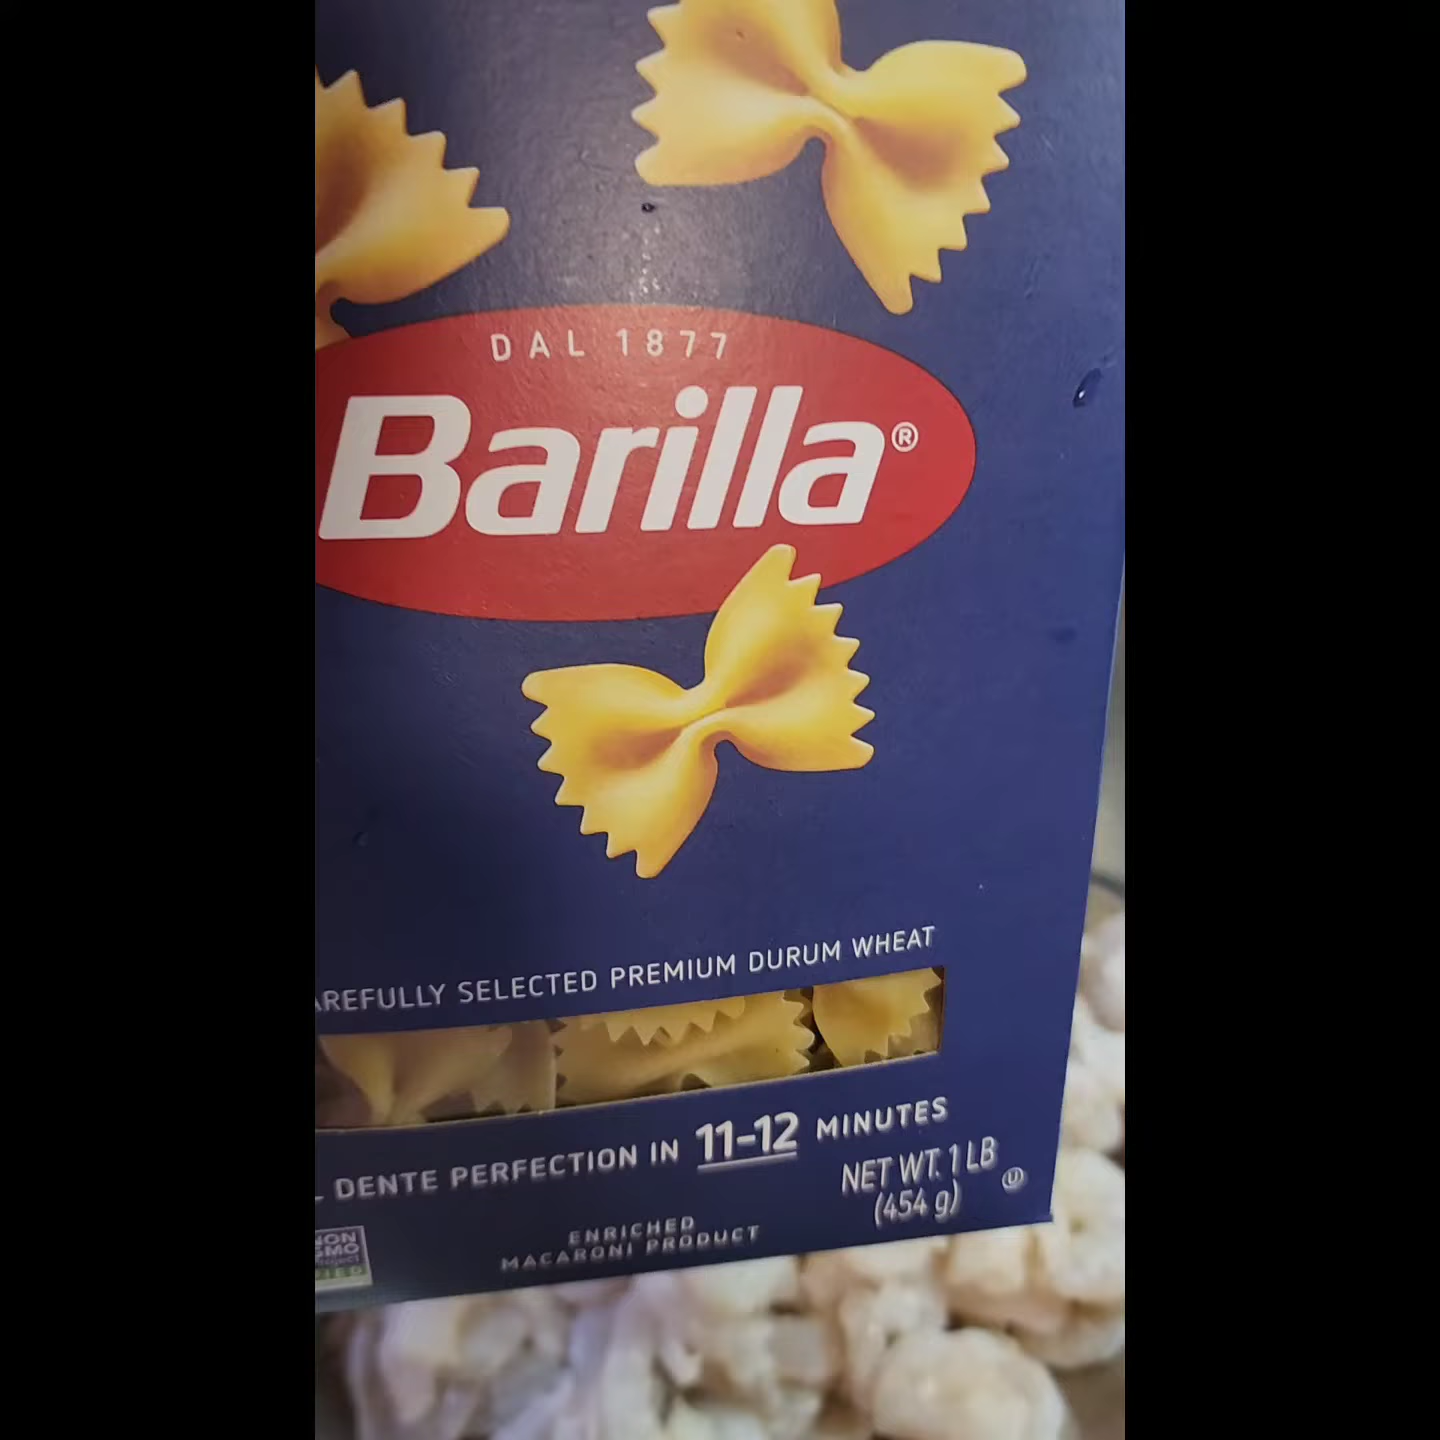 DAL 1877
Barilla®
AREFULLY SELECTED PREMIUM DURUM WHEAT
L DENTE PERFECTION IN 11-12 MINUTES
NET WT. 1 LB
(454 g)
U
ENRICHED
MACARONI PRODUCT
NON
GMO